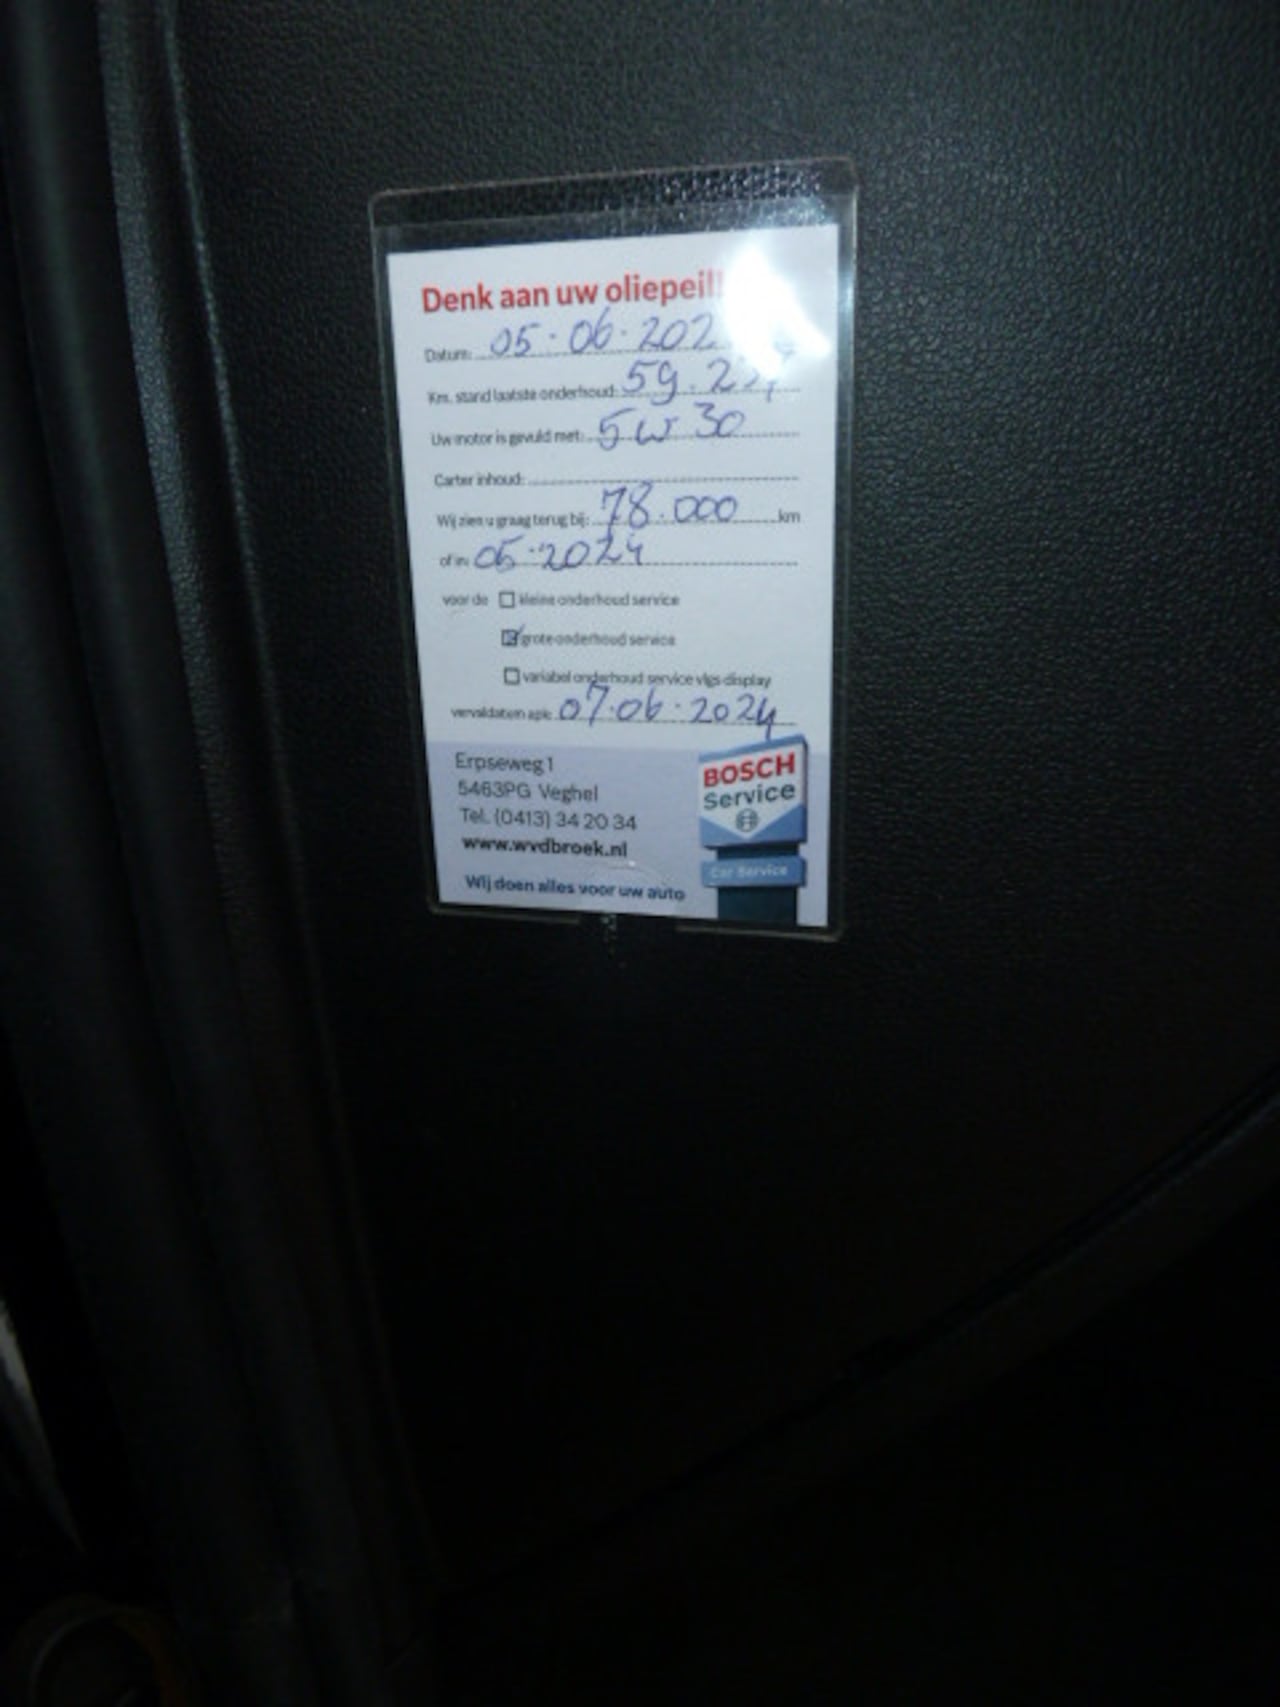 Denk aan uw oliepeil!
Datum: 05·06·202
Km. stand laatste onderhoud: 59.
Uw motor is gevuld met: 5W30
Carter inhoud:
Wij zien u graag terug bij: 78.000 km
of in: 05·2024
voor de kleine onderhoud service
grote onderhoud service
variabel onderhoud service vlgs display
vervaldatum apk: 07·06·2024
Erpseweg 1
5463PG Veghel
Tel. (0413) 34 20 34
www.wvdbroek.nl
Wij doen alles voor uw auto
BOSCH
Service
Car Service